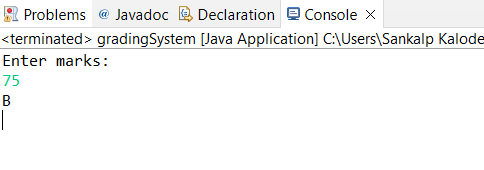 Problems @ Javadoc Declaration Console
<terminated> gradingSystem [Java Application] C:\Users\Sankalp Kalode
Enter marks:
75
B